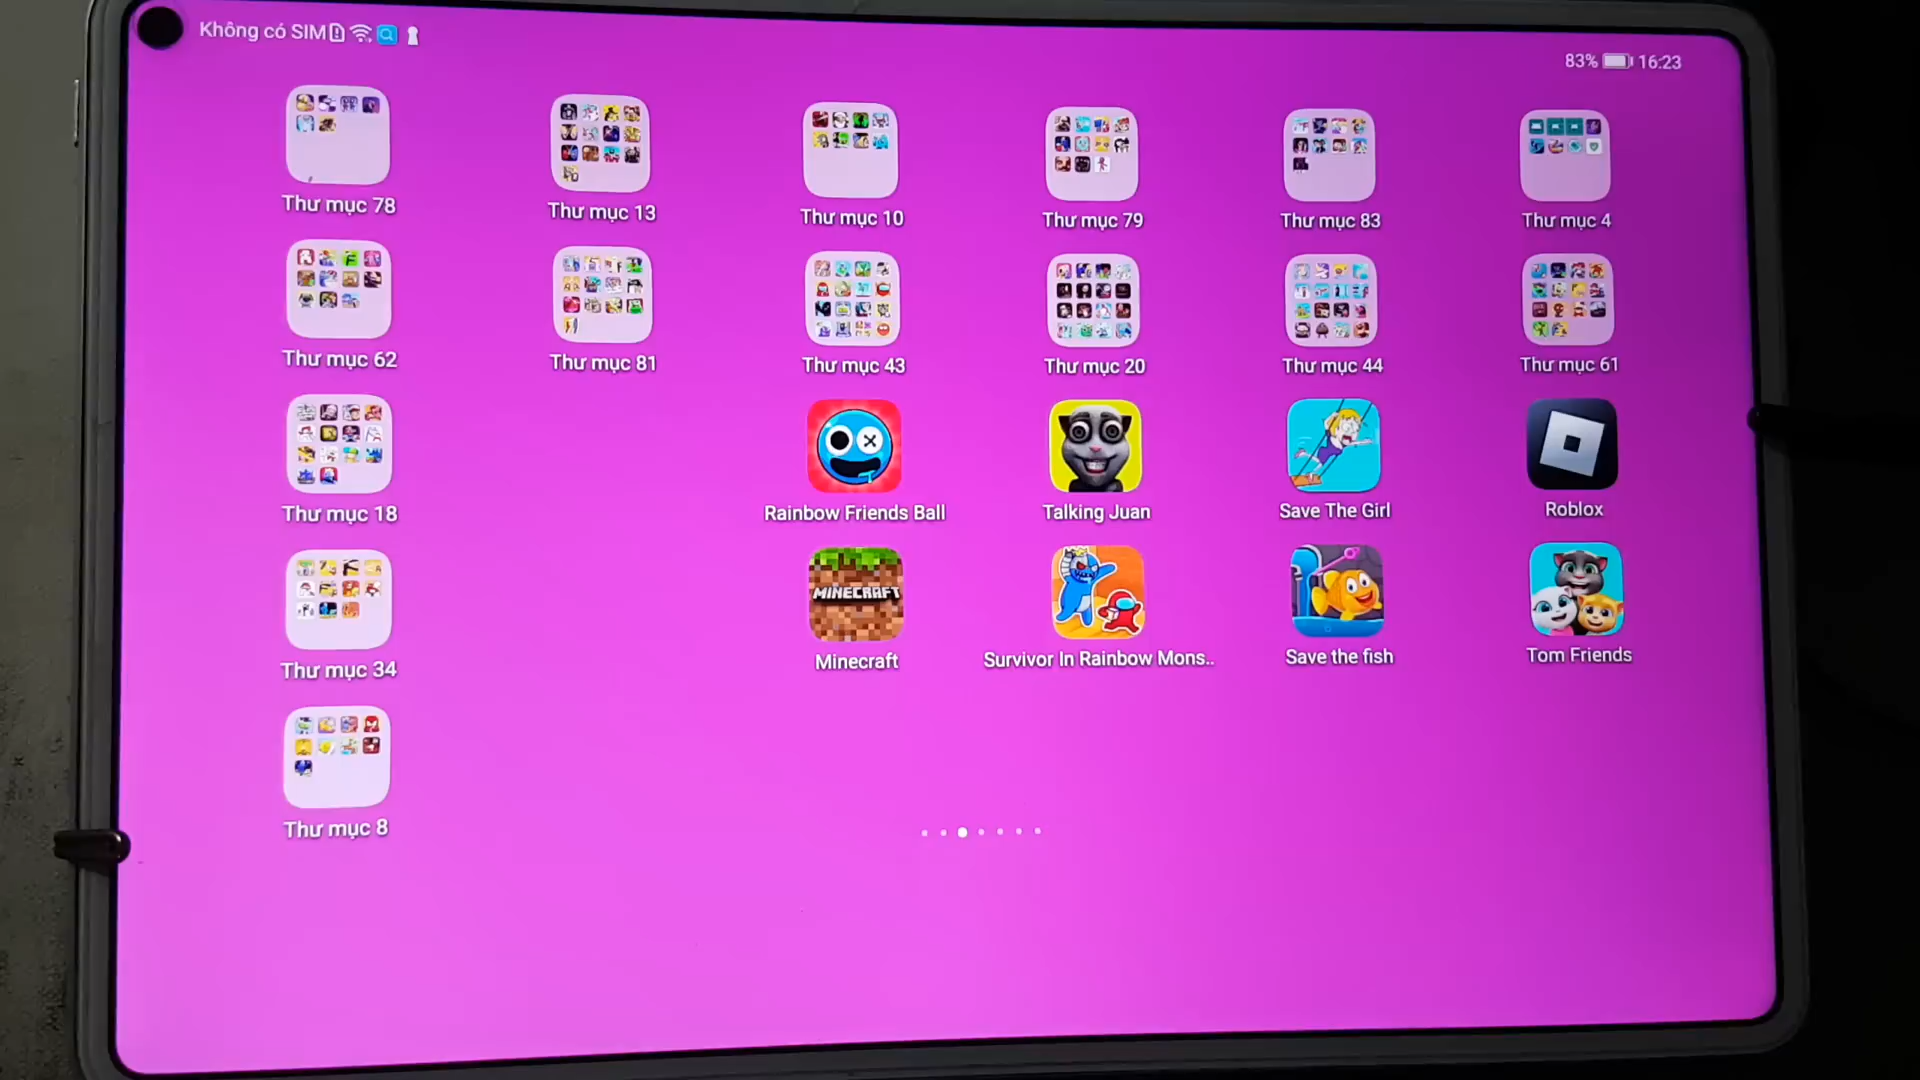 Không có SIM
83% 16:23
Thư mục 78
Thư mục 13
Thư mục 10
Thư mục 79
Thư mục 83
Thư mục 4
Thư mục 62
Thư mục 81
Thư mục 43
Thư mục 20
Thư mục 44
Thư mục 61
Thư mục 18
Rainbow Friends Ball
Talking Juan
Save The Girl
Roblox
Thư mục 34
MINECRAFT
Minecraft
Survivor In Rainbow Mons..
Save the fish
Tom Friends
Thư mục 8